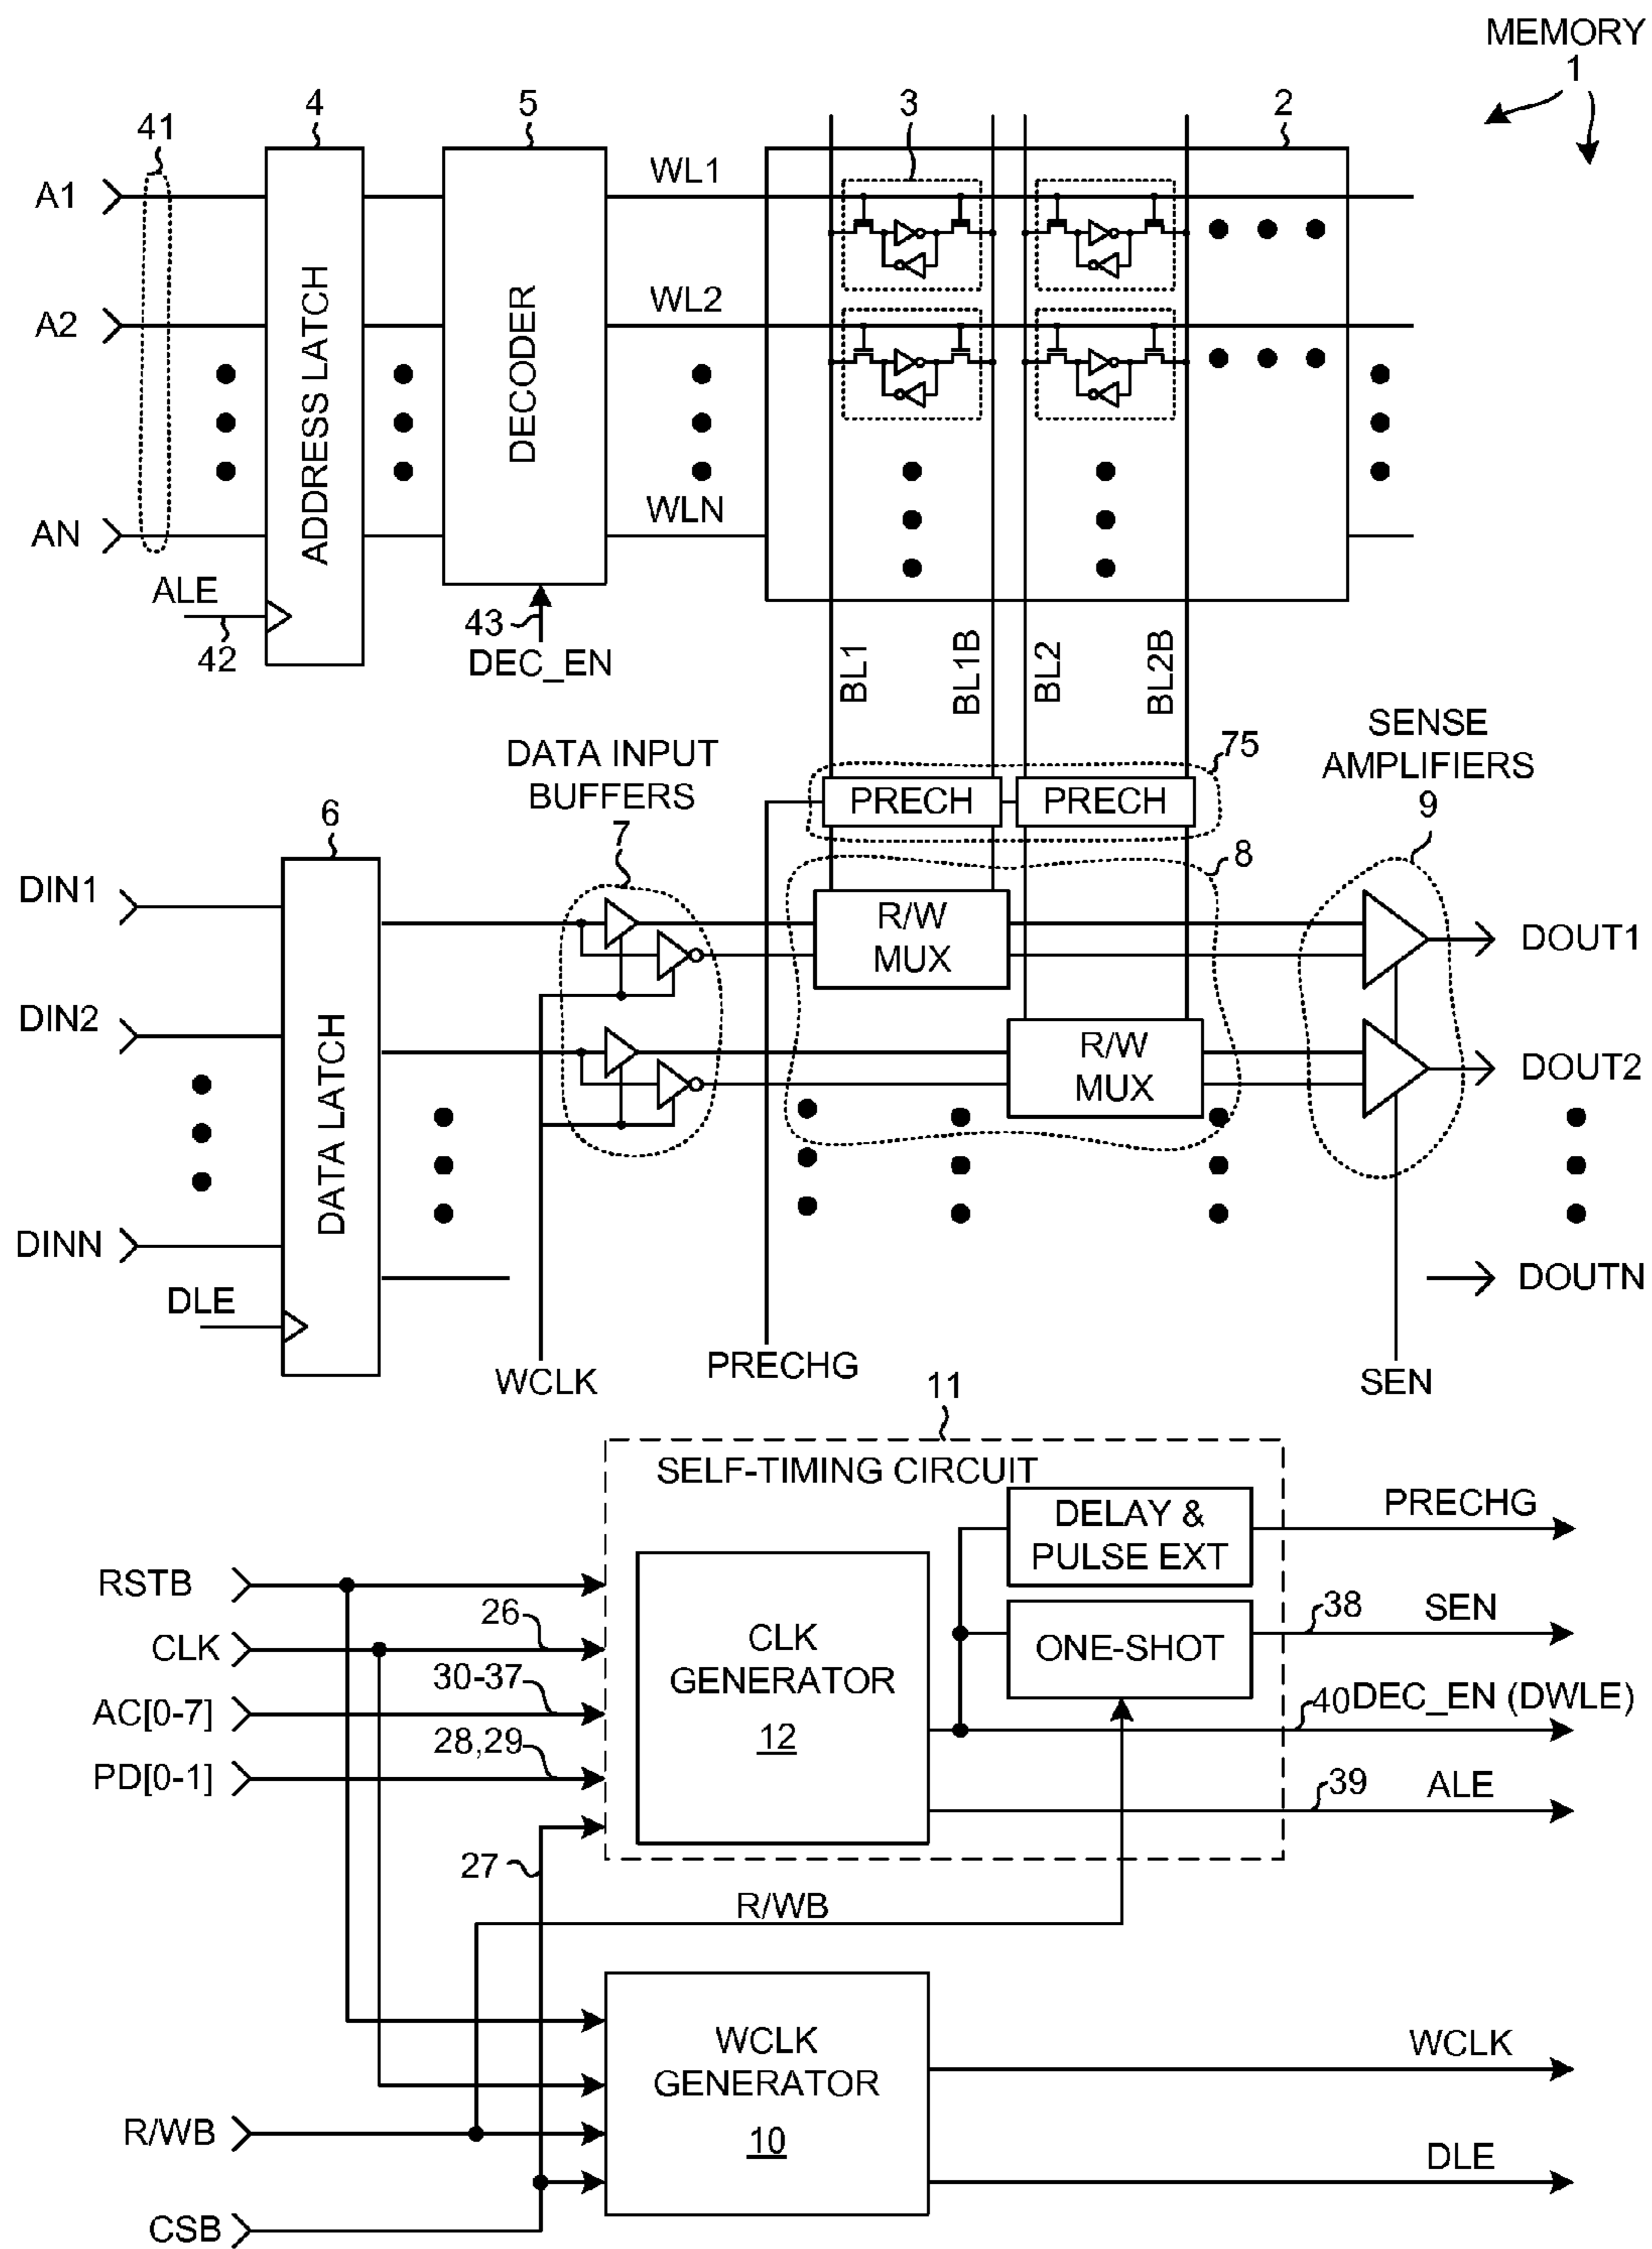 MEMORY
1
41
4
5
3
2
A1
WL1
A2
WL2
AN
WLN
ADDRESS LATCH
DECODER
ALE
42
43
DEC_EN
BL1
BL1B
BL2
BL2B
SENSE
AMPLIFIERS
9
75
DATA INPUT
BUFFERS
7
PRECH
PRECH
6
8
DIN1
R/W
MUX
DOUT1
DIN2
R/W
MUX
DOUT2
DATA LATCH
DINN
DOUTN
DLE
WCLK
PRECHG
SEN
11
SELF-TIMING CIRCUIT
DELAY &
PULSE EXT
PRECHG
RSTB
CLK
26
CLK
GENERATOR
12
ONE-SHOT
38
SEN
AC[0-7]
30-37
40
DEC_EN (DWLE)
PD[0-1]
28,29
39
ALE
27
R/WB
WCLK
GENERATOR
10
WCLK
R/WB
DLE
CSB